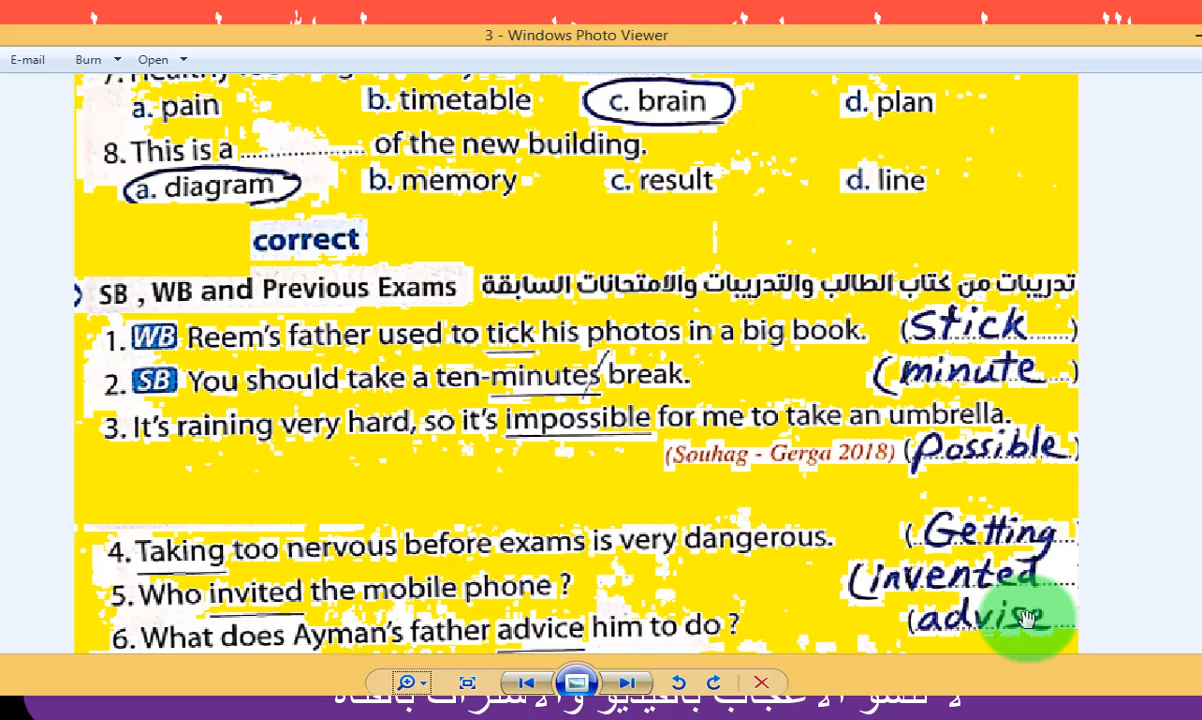 3 - Windows Photo Viewer
E-mail Burn Open
a. pain b. timetable c. brain d. plan
8. This is a .................... of the new building.
a. diagram b. memory c. result d. line
correct
SB , WB and Previous Exams تدريبات من كتاب الطالب والتدريبات والامتحانات السابقة
1. WB Reem's father used to tick his photos in a big book. (Stick)
2. SB You should take a ten-minutes break. (minute)
3. It's raining very hard, so it's impossible for me to take an umbrella.
(Souhag - Gerga 2018) (possible)
4. Taking too nervous before exams is very dangerous. (Getting
5. Who invited the mobile phone ? (invented
6. What does Ayman's father advice him to do ? (advise